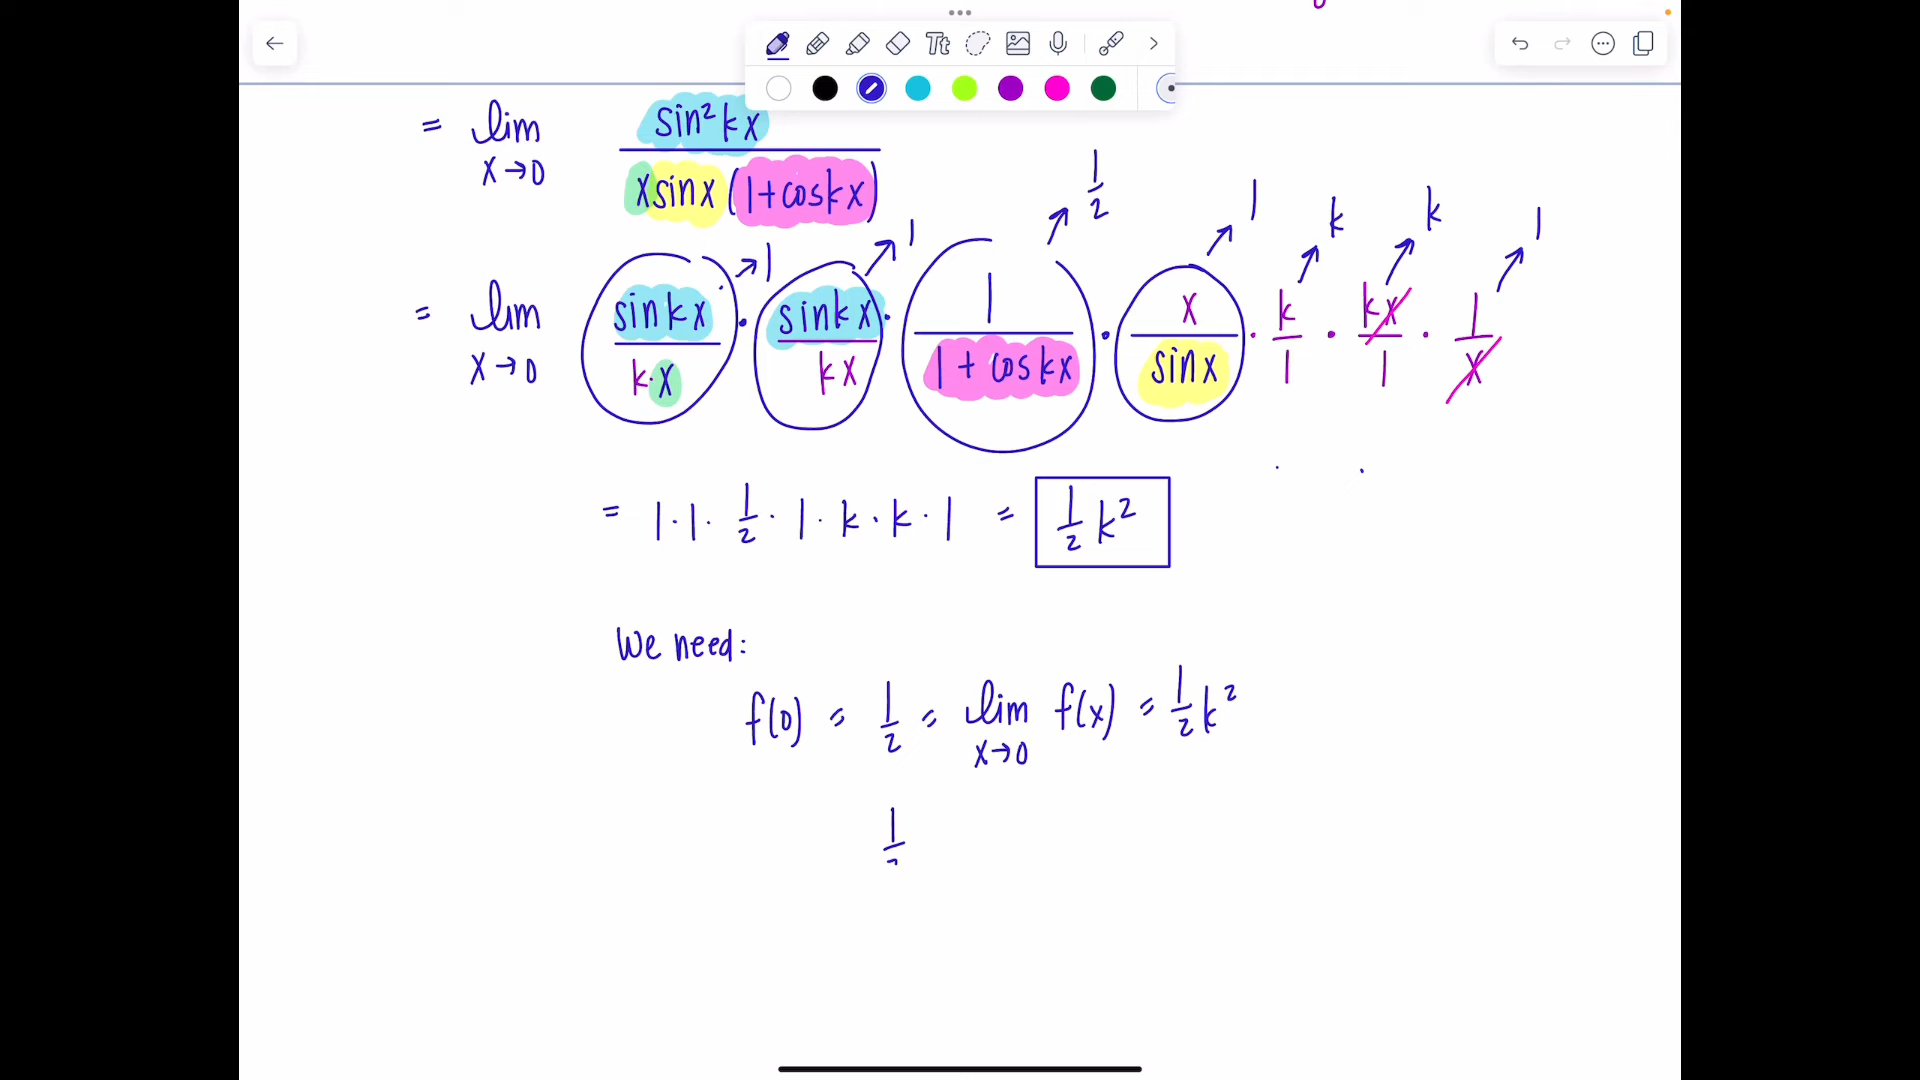 = lim x→0 sin²kx / xsinx(1+coskx)
1/2 1 k k 1
1 1
= lim x→0 sinkx / k·x · sinkx / kx · 1 / 1 + coskx · x / sinx · k/1 · kx/1 · 1/x
= 1·1· 1/2 · 1 · k · k · 1 = 1/2 k²
We need:
f(0) = 1/2 = lim x→0 f(x) = 1/2 k²
1/2